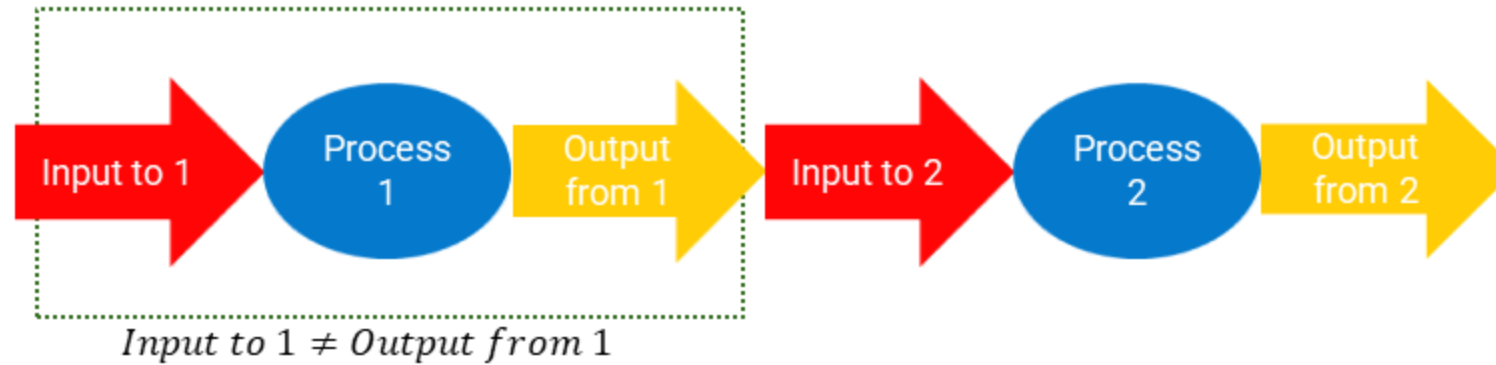 Input to 1
Process
1
Output
from 1
Input to 2
Process
2
Output
from 2
Input to 1 ≠ Output from 1